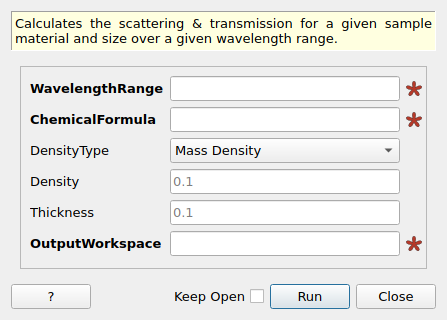 Calculates the scattering & transmission for a given sample
material and size over a given wavelength range.
WavelengthRange
ChemicalFormula
DensityType Mass Density
Density 0.1
Thickness 0.1
OutputWorkspace
? Keep Open Run Close